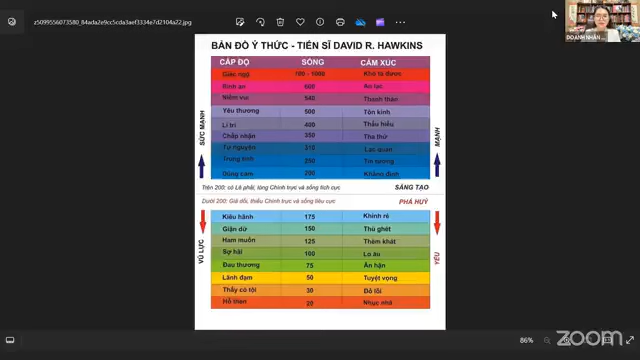 z5099556073580_84ada2e9cc5cda3aef3334e7d2104a22.jpg
DOANH NHÂN
BẢN ĐỒ Ý THỨC - TIẾN SĨ DAVID R. HAWKINS
CẤP ĐỘ SÓNG CẢM XÚC
Giác ngộ 700 - 1000 Khó tả được
Bình an 600 An lạc
Niềm vui 540 Thanh thản
Yêu thương 500 Tôn kính
Lí trí 400 Thấu hiểu
Chấp nhận 350 Tha thứ
Tự nguyện 310 Lạc quan
Trung tính 250 Tin tưởng
Dũng cảm 200 Khẳng định
SỨC MẠNH
MẠNH
Trên 200: có Lẽ phải, lòng Chính trực và sống tích cực SÁNG TẠO
Dưới 200: Giả dối, thiếu Chính trực và sống tiêu cực PHÁ HUỶ
Kiêu hãnh 175 Khinh rẻ
Giận dữ 150 Thù ghét
Ham muốn 125 Thèm khát
Sợ hãi 100 Lo âu
Đau thương 75 Ân hận
Lãnh đạm 50 Tuyệt vọng
Thấy có tội 30 Đổ lỗi
Hổ thẹn 20 Nhục nhã
VŨ LỰC
YẾU
86%
zoom